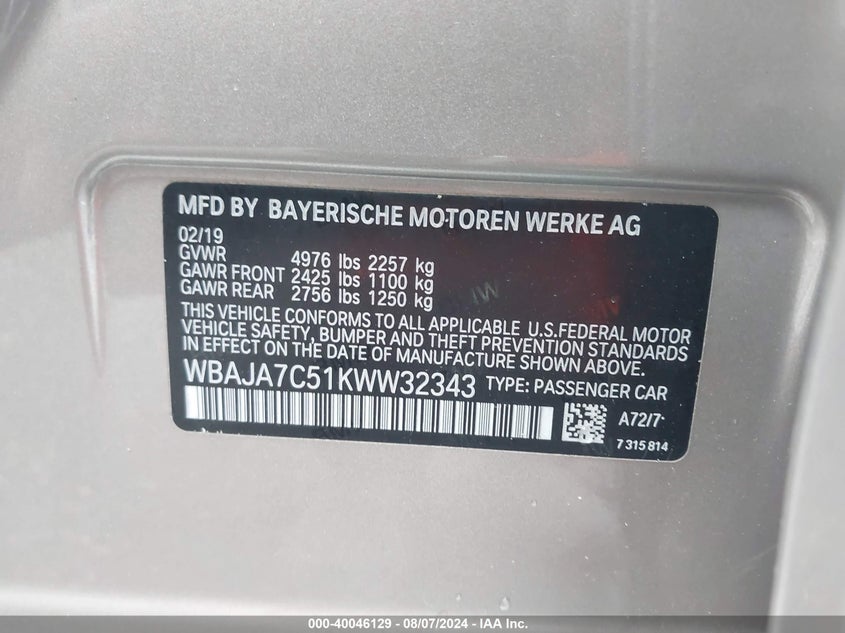 MFD BY BAYERISCHE MOTOREN WERKE AG
02/19
GVWR 4976 lbs 2257 kg
GAWR FRONT 2425 lbs 1100 kg
GAWR REAR 2756 lbs 1250 kg
THIS VEHICLE CONFORMS TO ALL APPLICABLE U.S.FEDERAL MOTOR
VEHICLE SAFETY, BUMPER AND THEFT PREVENTION STANDARDS
IN EFFECT ON THE DATE OF MANUFACTURE SHOWN ABOVE.
WBAJA7C51KWW32343 TYPE: PASSENGER CAR
A72/7
7 315 814
000-40046129 - 08/07/2024 - IAA Inc.